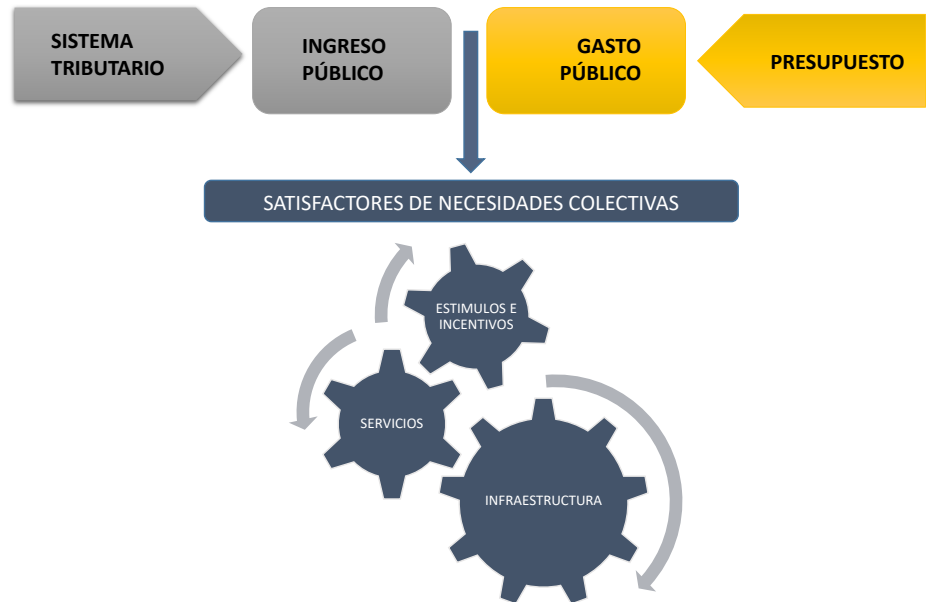 SISTEMA
TRIBUTARIO
INGRESO
PÚBLICO
GASTO
PÚBLICO
PRESUPUESTO
SATISFACTORES DE NECESIDADES COLECTIVAS
ESTIMULOS E
INCENTIVOS
SERVICIOS
INFRAESTRUCTURA